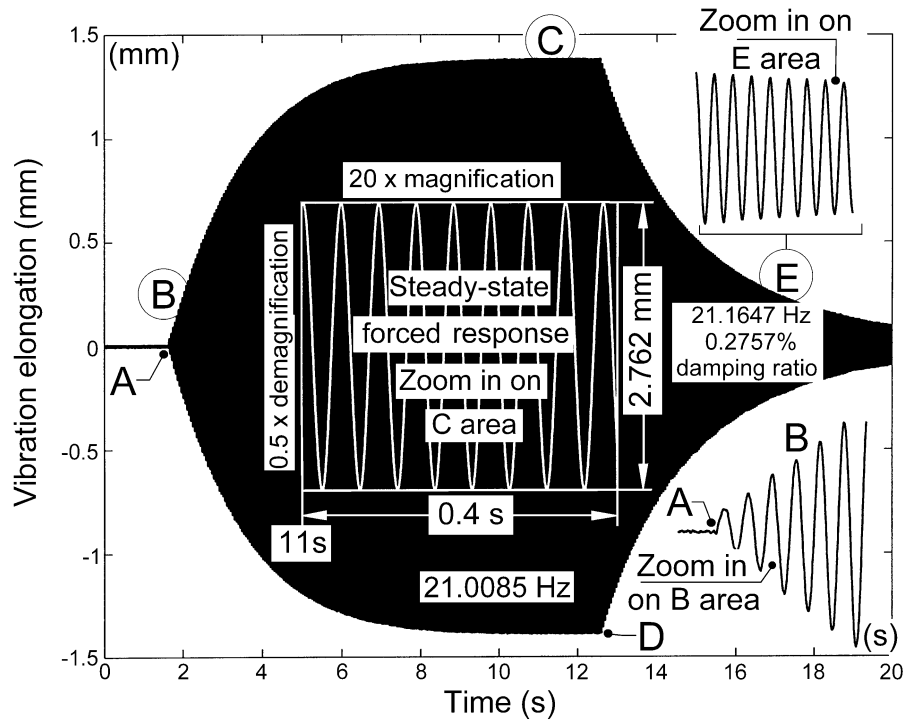 1.5
(mm)
C
Zoom in on
E area
1
20 x magnification
0.5
B
0.5 x demagnification
Steady-state
forced response
Zoom in on
C area
2.762 mm
E
21.1647 Hz
0.2757%
damping ratio
0
A
Vibration elongation (mm)
-0.5
B
A
0.4 s
11s
-1
Zoom in
on B area
21.0085 Hz
D
(s)
-1.5
0
2
4
6
8
10
12
14
16
18
20
Time (s)